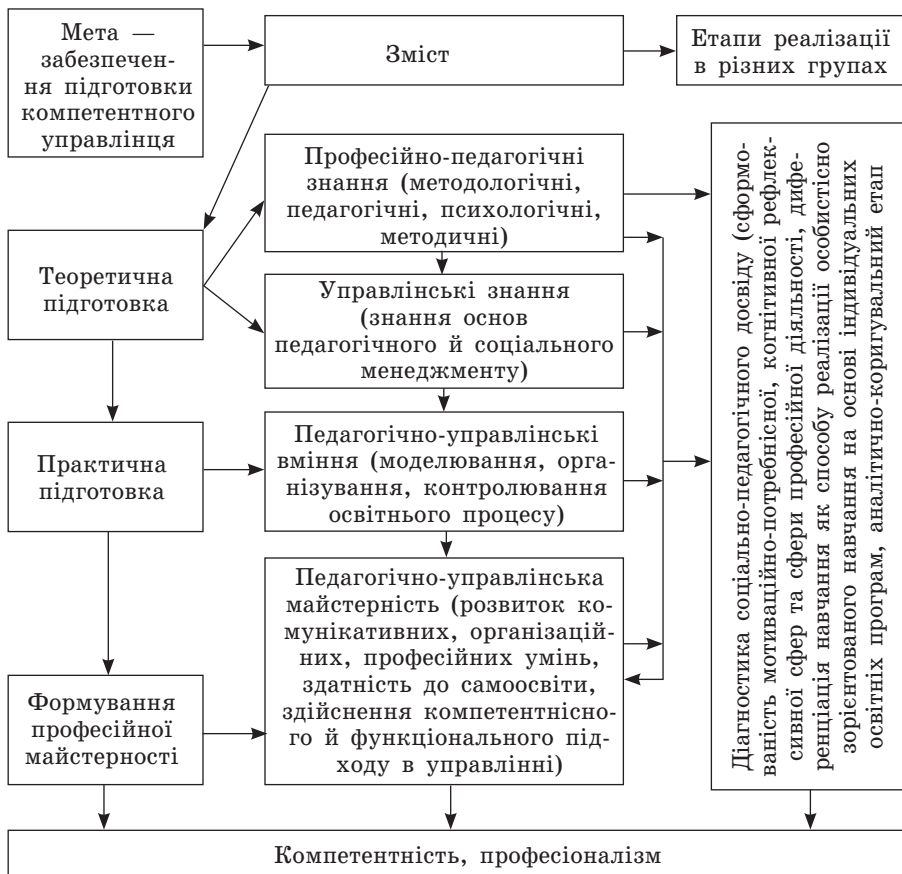 Мета —
забезпечен-
ня підготовки
компетентного
управлінця
Зміст
Етапи реалізації
в різних групах
Теоретична
підготовка
Професійно-педагогічні
знання (методологічні,
педагогічні, психологічні,
методичні)
Управлінські знання
(знання основ
педагогічного й соціального
менеджменту)
Практична
підготовка
Педагогічно-управлінські
вміння (моделювання, орга-
нізування, контролювання
освітнього процесу)
Формування
професійної
майстерності
Педагогічно-управлінська
майстерність (розвиток ко-
мунікативних, організацій-
них, професійних умінь,
здатність до самоосвіти,
здійснення компетентнісно-
го й функціонального під-
ходу в управлінні)
Діагностика соціально-педагогічного досвіду (сформо-
ваність мотиваційно-потребнісної, когнітивної рефлек-
сивної сфер та сфери професійної діяльності, дифе-
ренціація навчання як способу реалізації особистісно
зорієнтованого навчання на основі індивідуальних
освітніх програм, аналітично-коригувальний етап
Компетентність, професіоналізм